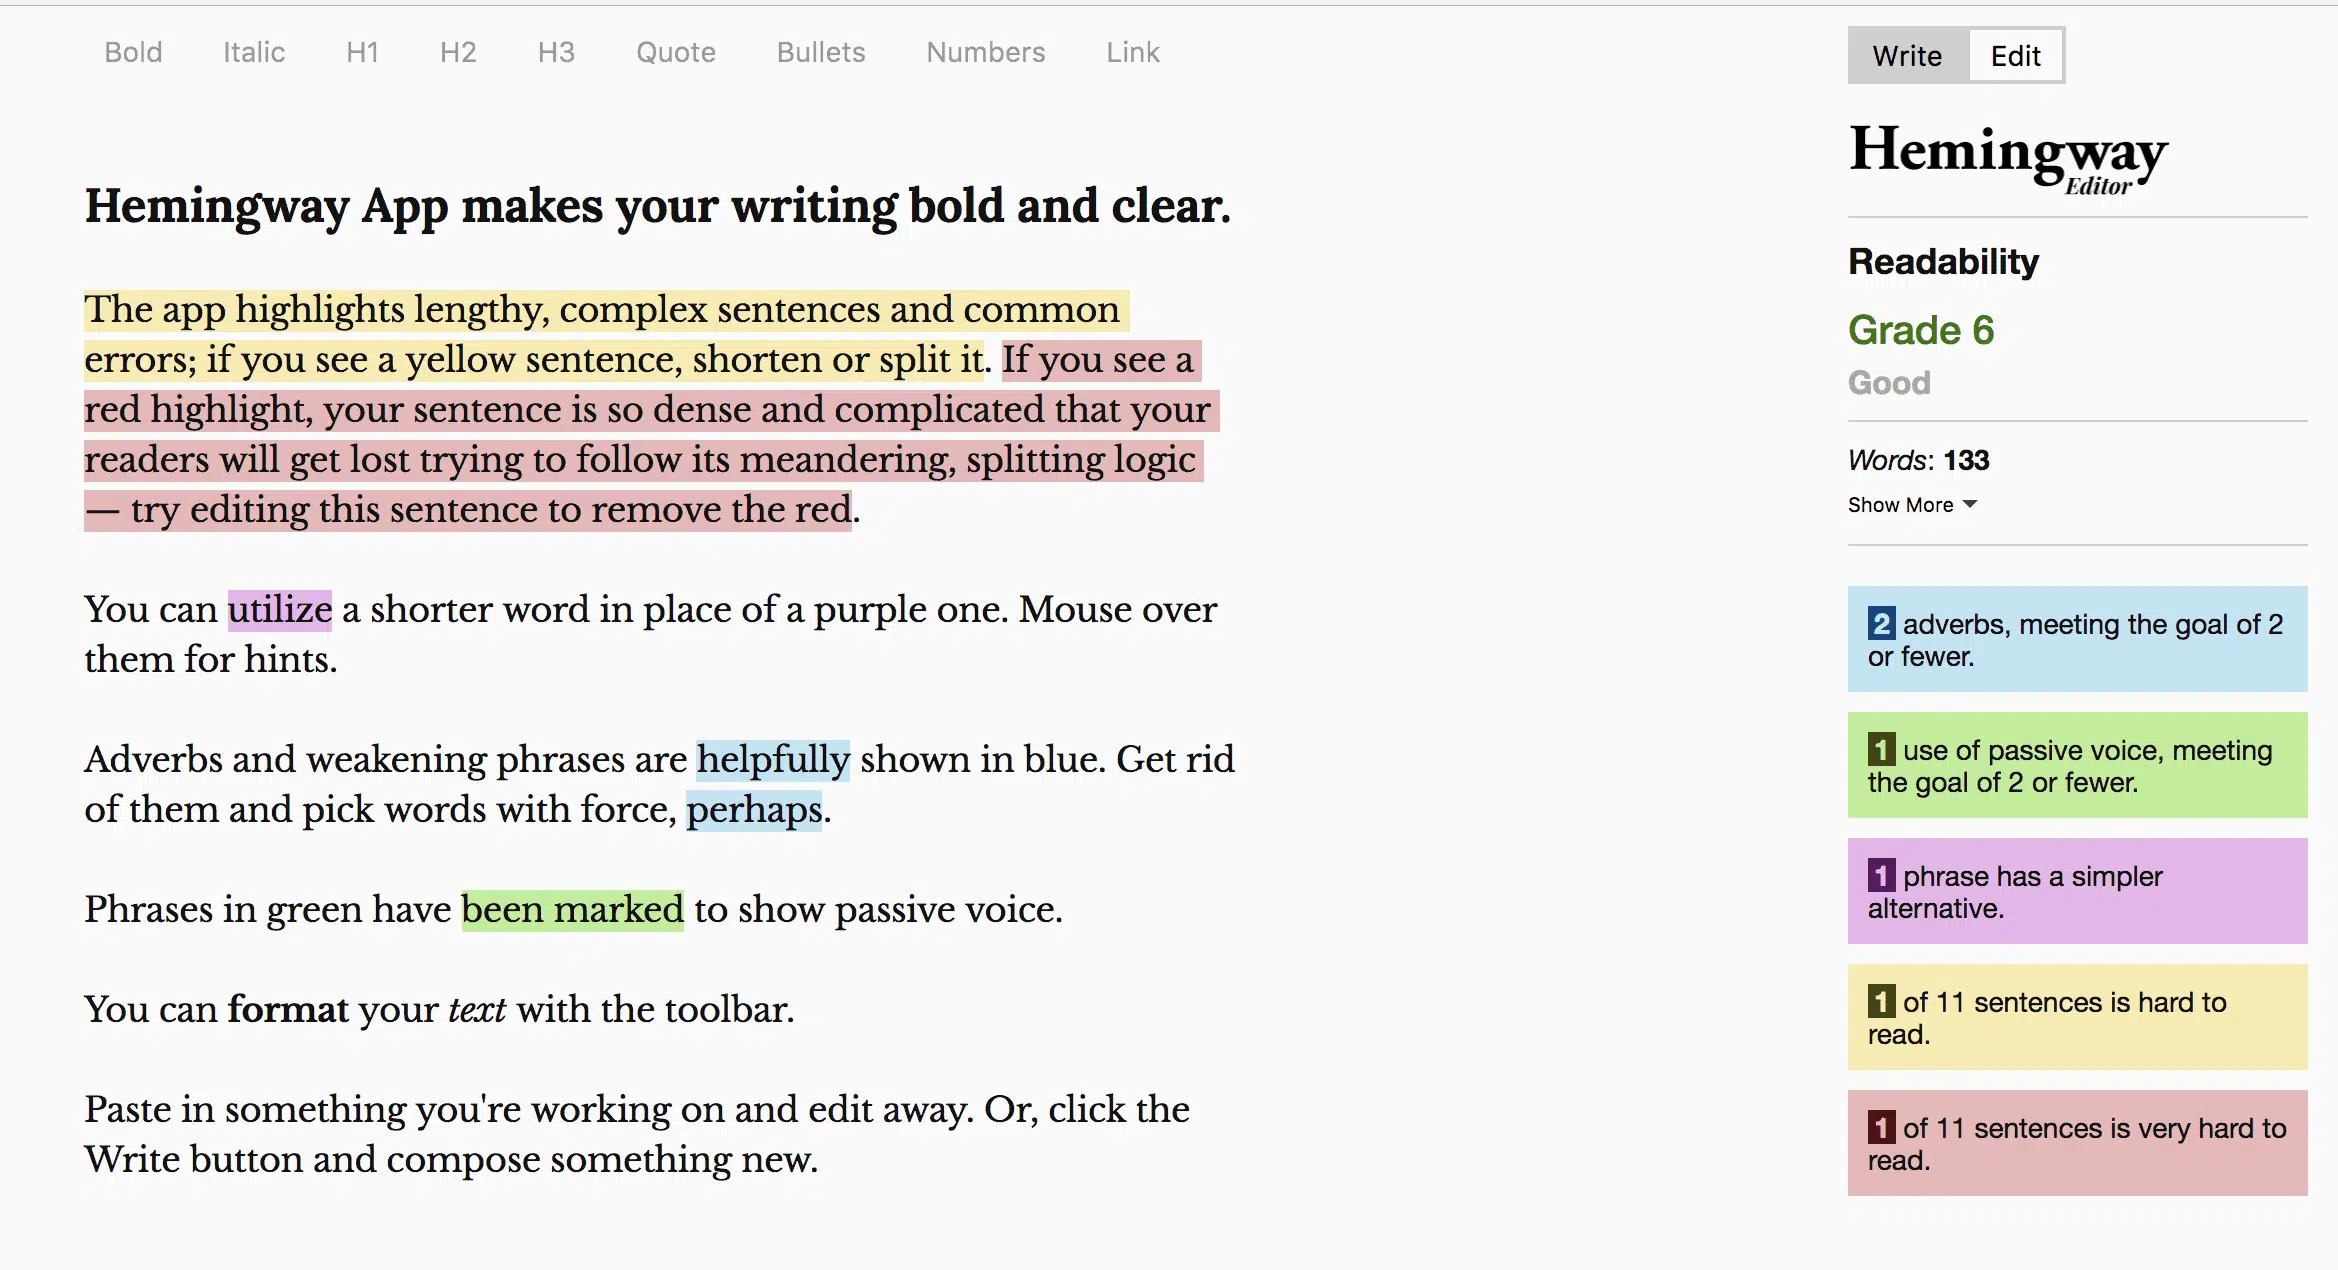 Bold Italic H1 H2 H3 Quote Bullets Numbers Link
Hemingway App makes your writing bold and clear.
The app highlights lengthy, complex sentences and common
errors; if you see a yellow sentence, shorten or split it. If you see a
red highlight, your sentence is so dense and complicated that your
readers will get lost trying to follow its meandering, splitting logic
— try editing this sentence to remove the red.
You can utilize a shorter word in place of a purple one. Mouse over
them for hints.
Adverbs and weakening phrases are helpfully shown in blue. Get rid
of them and pick words with force, perhaps.
Phrases in green have been marked to show passive voice.
You can format your text with the toolbar.
Paste in something you're working on and edit away. Or, click the
Write button and compose something new.
Write Edit
Hemingway
Editor
Readability
Grade 6
Good
Words: 133
Show More
2 adverbs, meeting the goal of 2
or fewer.
1 use of passive voice, meeting
the goal of 2 or fewer.
1 phrase has a simpler
alternative.
1 of 11 sentences is hard to
read.
1 of 11 sentences is very hard to
read.